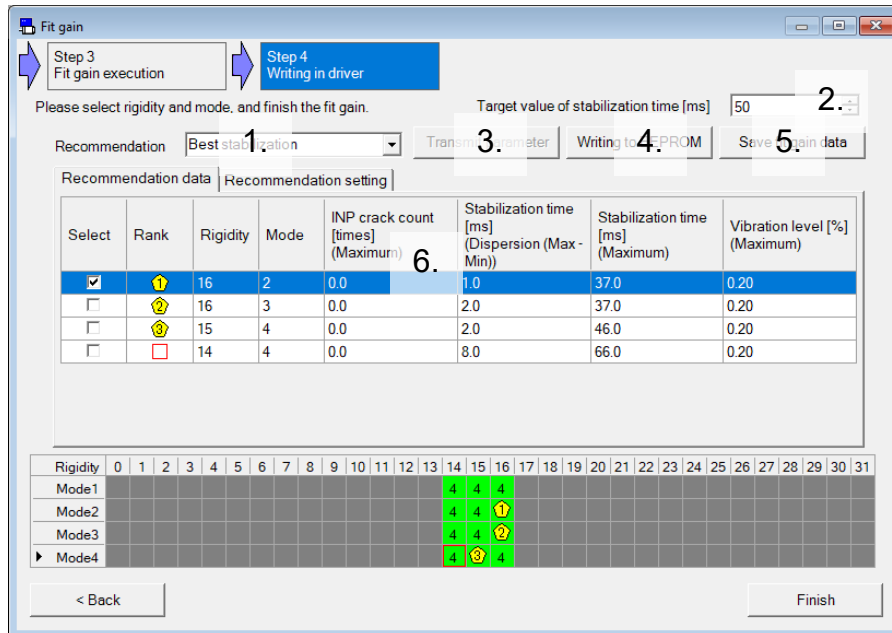 Fit gain
Step 3
Fit gain execution
Step 4
Writing in driver
Please select rigidity and mode, and finish the fit gain.
Target value of stabilization time [ms]
50
2.
Recommendation
Best stabilization
1.
Transmit parameter
3.
Writing to EEPROM
4.
Save fit gain data
5.
Recommendation data
Recommendation setting
Select
Rank
Rigidity
Mode
INP crack count
[times]
(Maximum)
Stabilization time
[ms]
(Dispersion (Max -
Min))
Stabilization time
[ms]
(Maximum)
Vibration level [%]
(Maximum)
6.
1 16 2 0.0 1.0 37.0 0.20
2 16 3 0.0 2.0 37.0 0.20
3 15 4 0.0 2.0 46.0 0.20
14 4 0.0 8.0 66.0 0.20
Rigidity 0 1 2 3 4 5 6 7 8 9 10 11 12 13 14 15 16 17 18 19 20 21 22 23 24 25 26 27 28 29 30 31
Mode1 4 4 4
Mode2 4 4 1
Mode3 4 4 2
Mode4 4 3 4
< Back
Finish